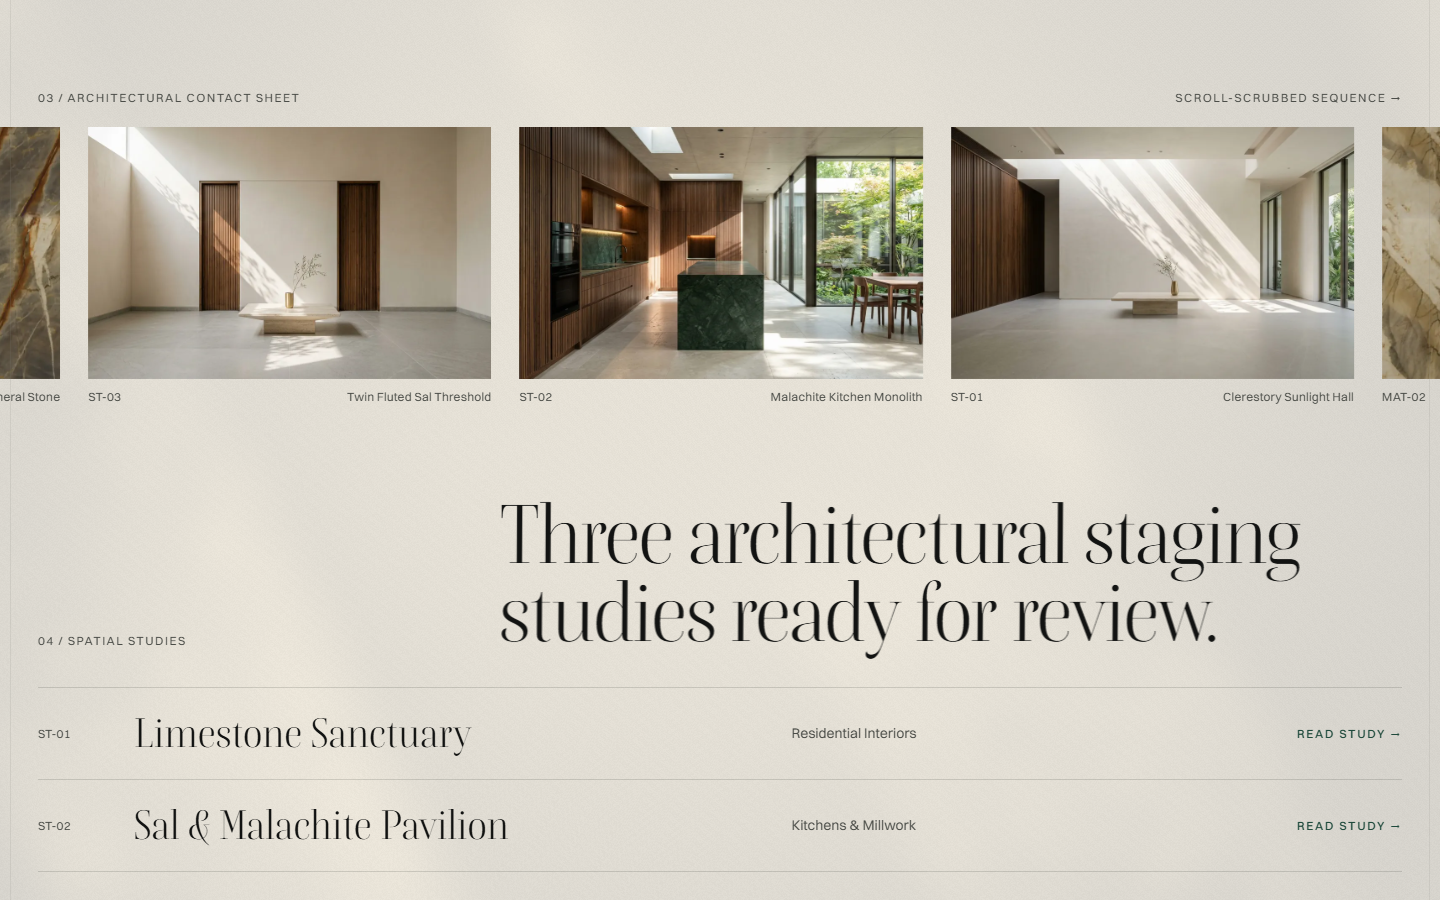 03 / ARCHITECTURAL CONTACT SHEET
SCROLL-SCRUBBED SEQUENCE →
Stone
ST-03
Twin Fluted Sal Threshold
ST-02
Malachite Kitchen Monolith
ST-01
Clerestory Sunlight Hall
MAT-02
Three architectural staging
studies ready for review.
04 / SPATIAL STUDIES
ST-01
Limestone Sanctuary
Residential Interiors
READ STUDY →
ST-02
Sal & Malachite Pavilion
Kitchens & Millwork
READ STUDY →